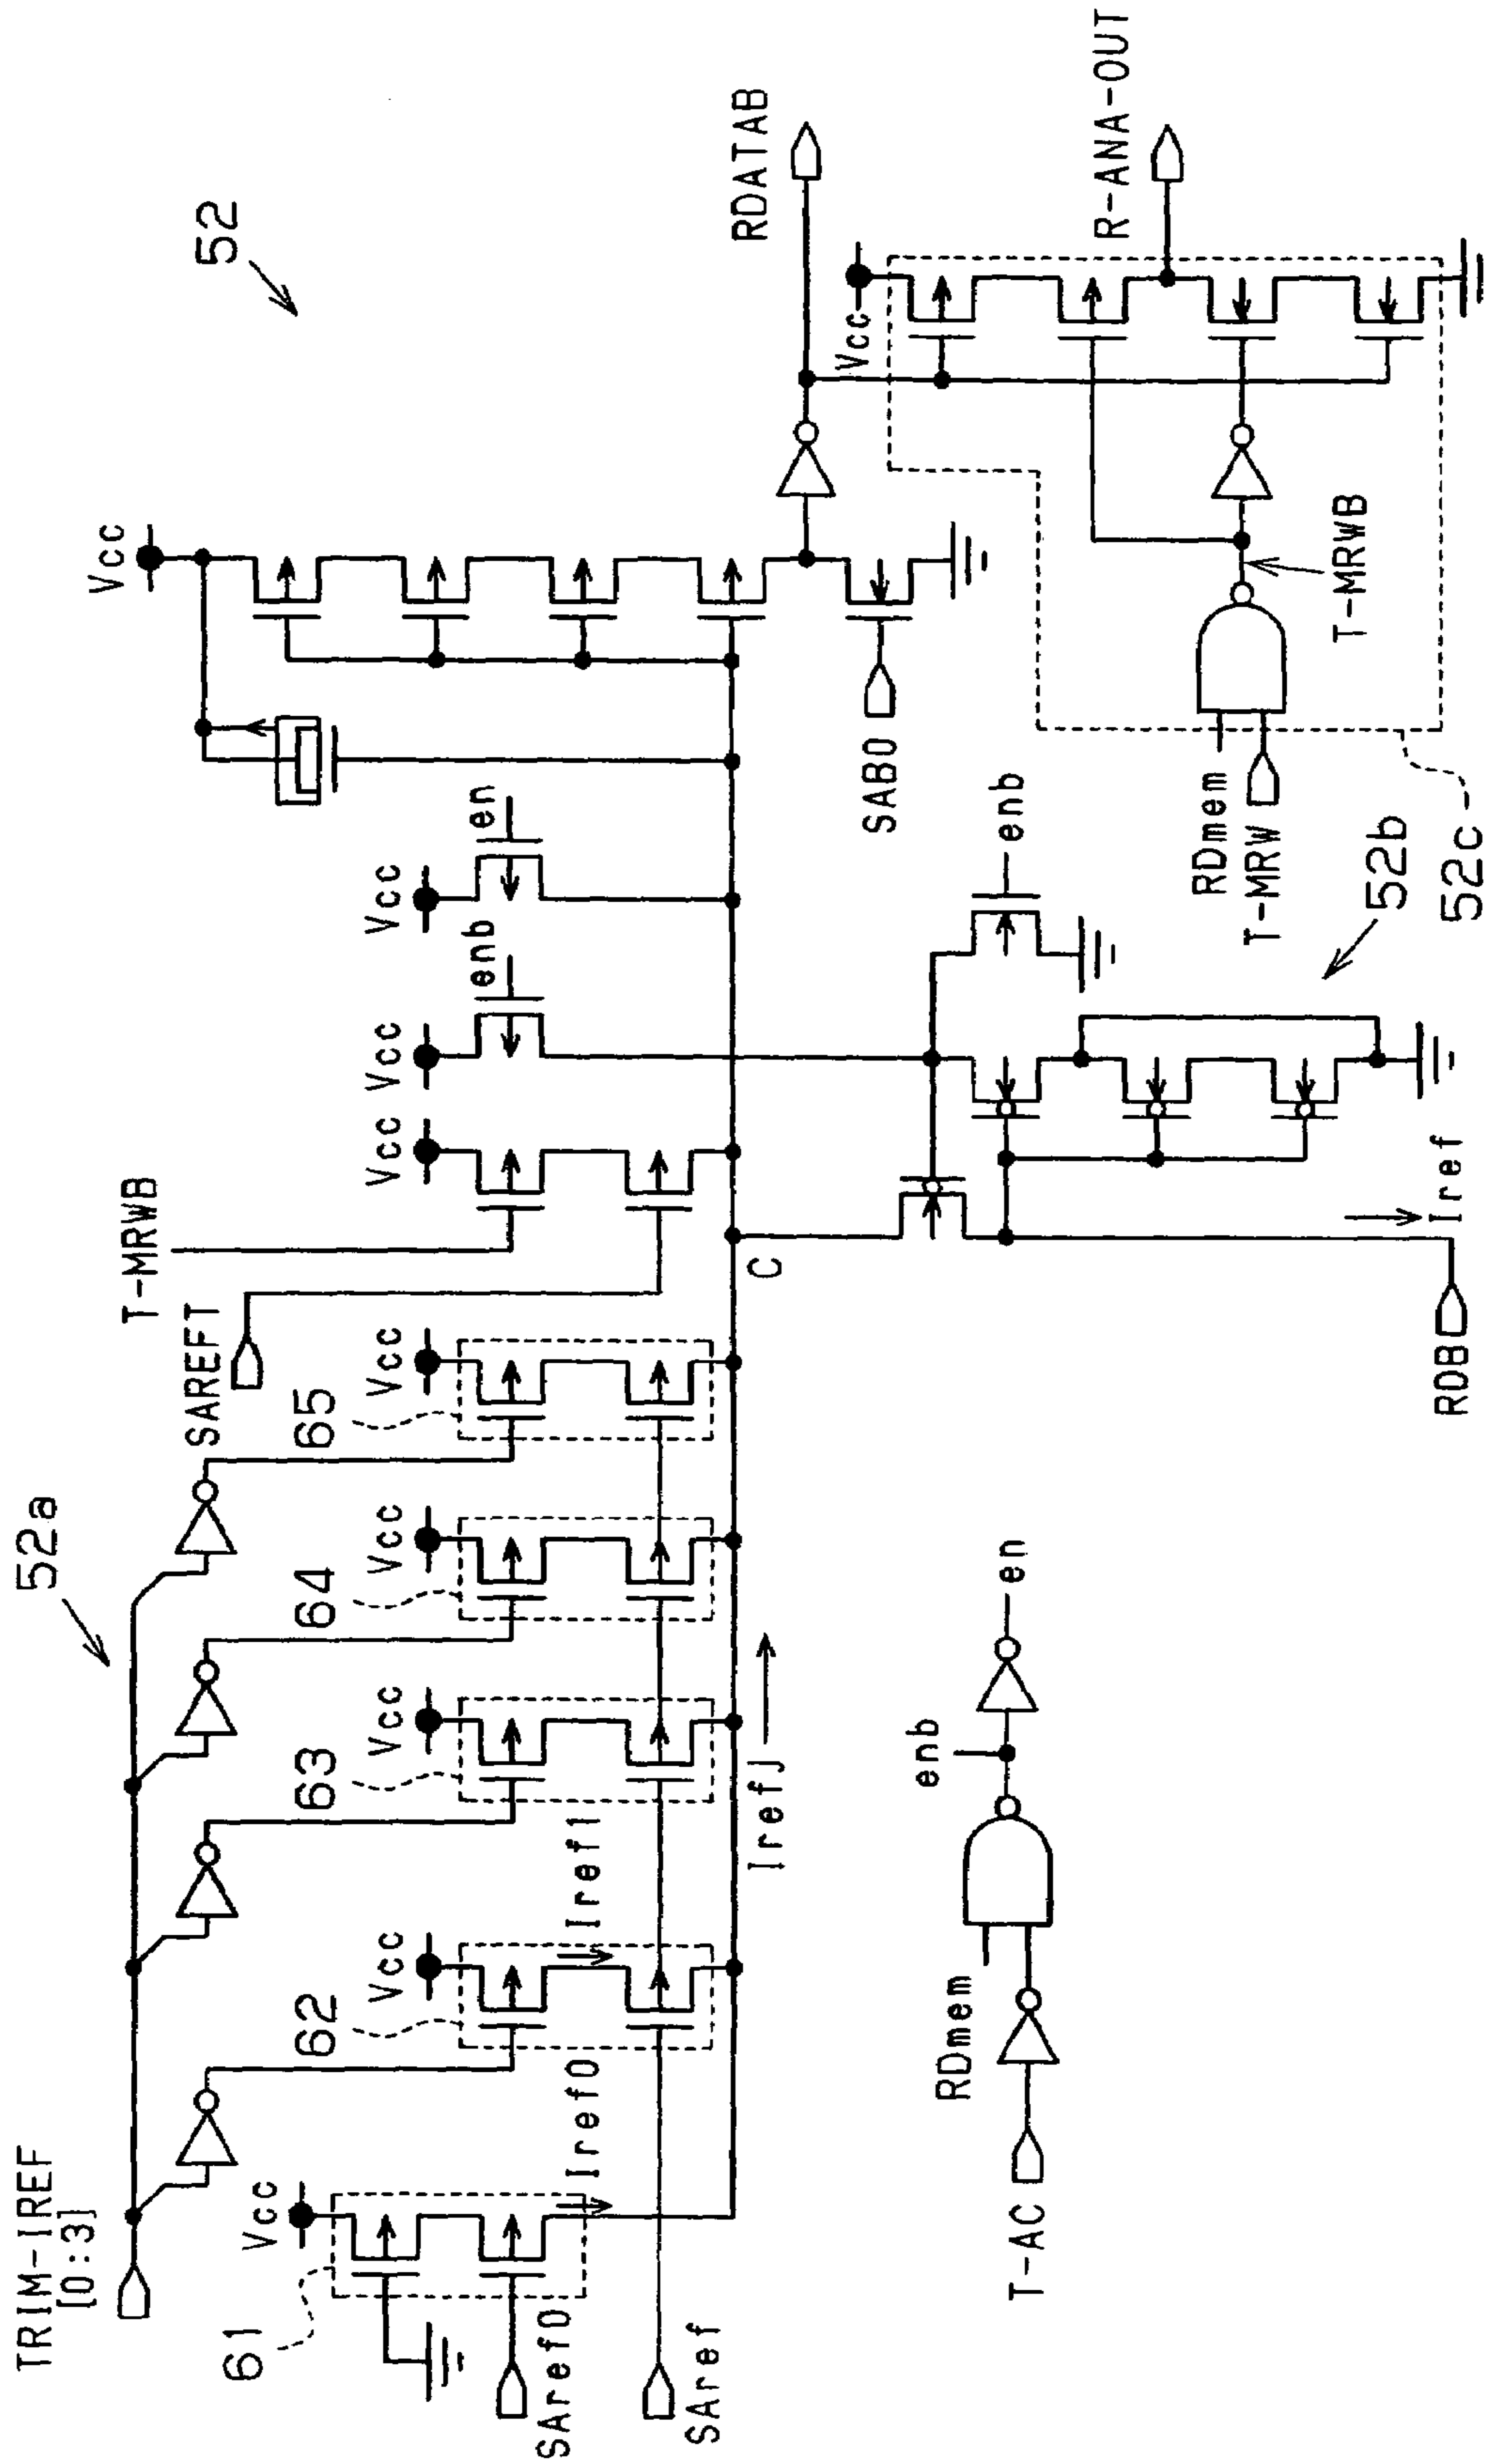 52
52a
TRIM-IREF
[0:3]
SAREFT
T-MRWB
Vcc
Vcc
Vcc
Vcc
Vcc
Vcc
Vcc
Vcc
Vcc
enb
en
61
62
63
64
65
SAref0
Iref0
Iref1
SAref
Irefj
C
RDATAB
SAB0
Vcc
R-ANA-OUT
RDmem
T-MRW
T-MRWB
52c
enb
52b
Iref
RDB
RDmem
T-AC
enb
en